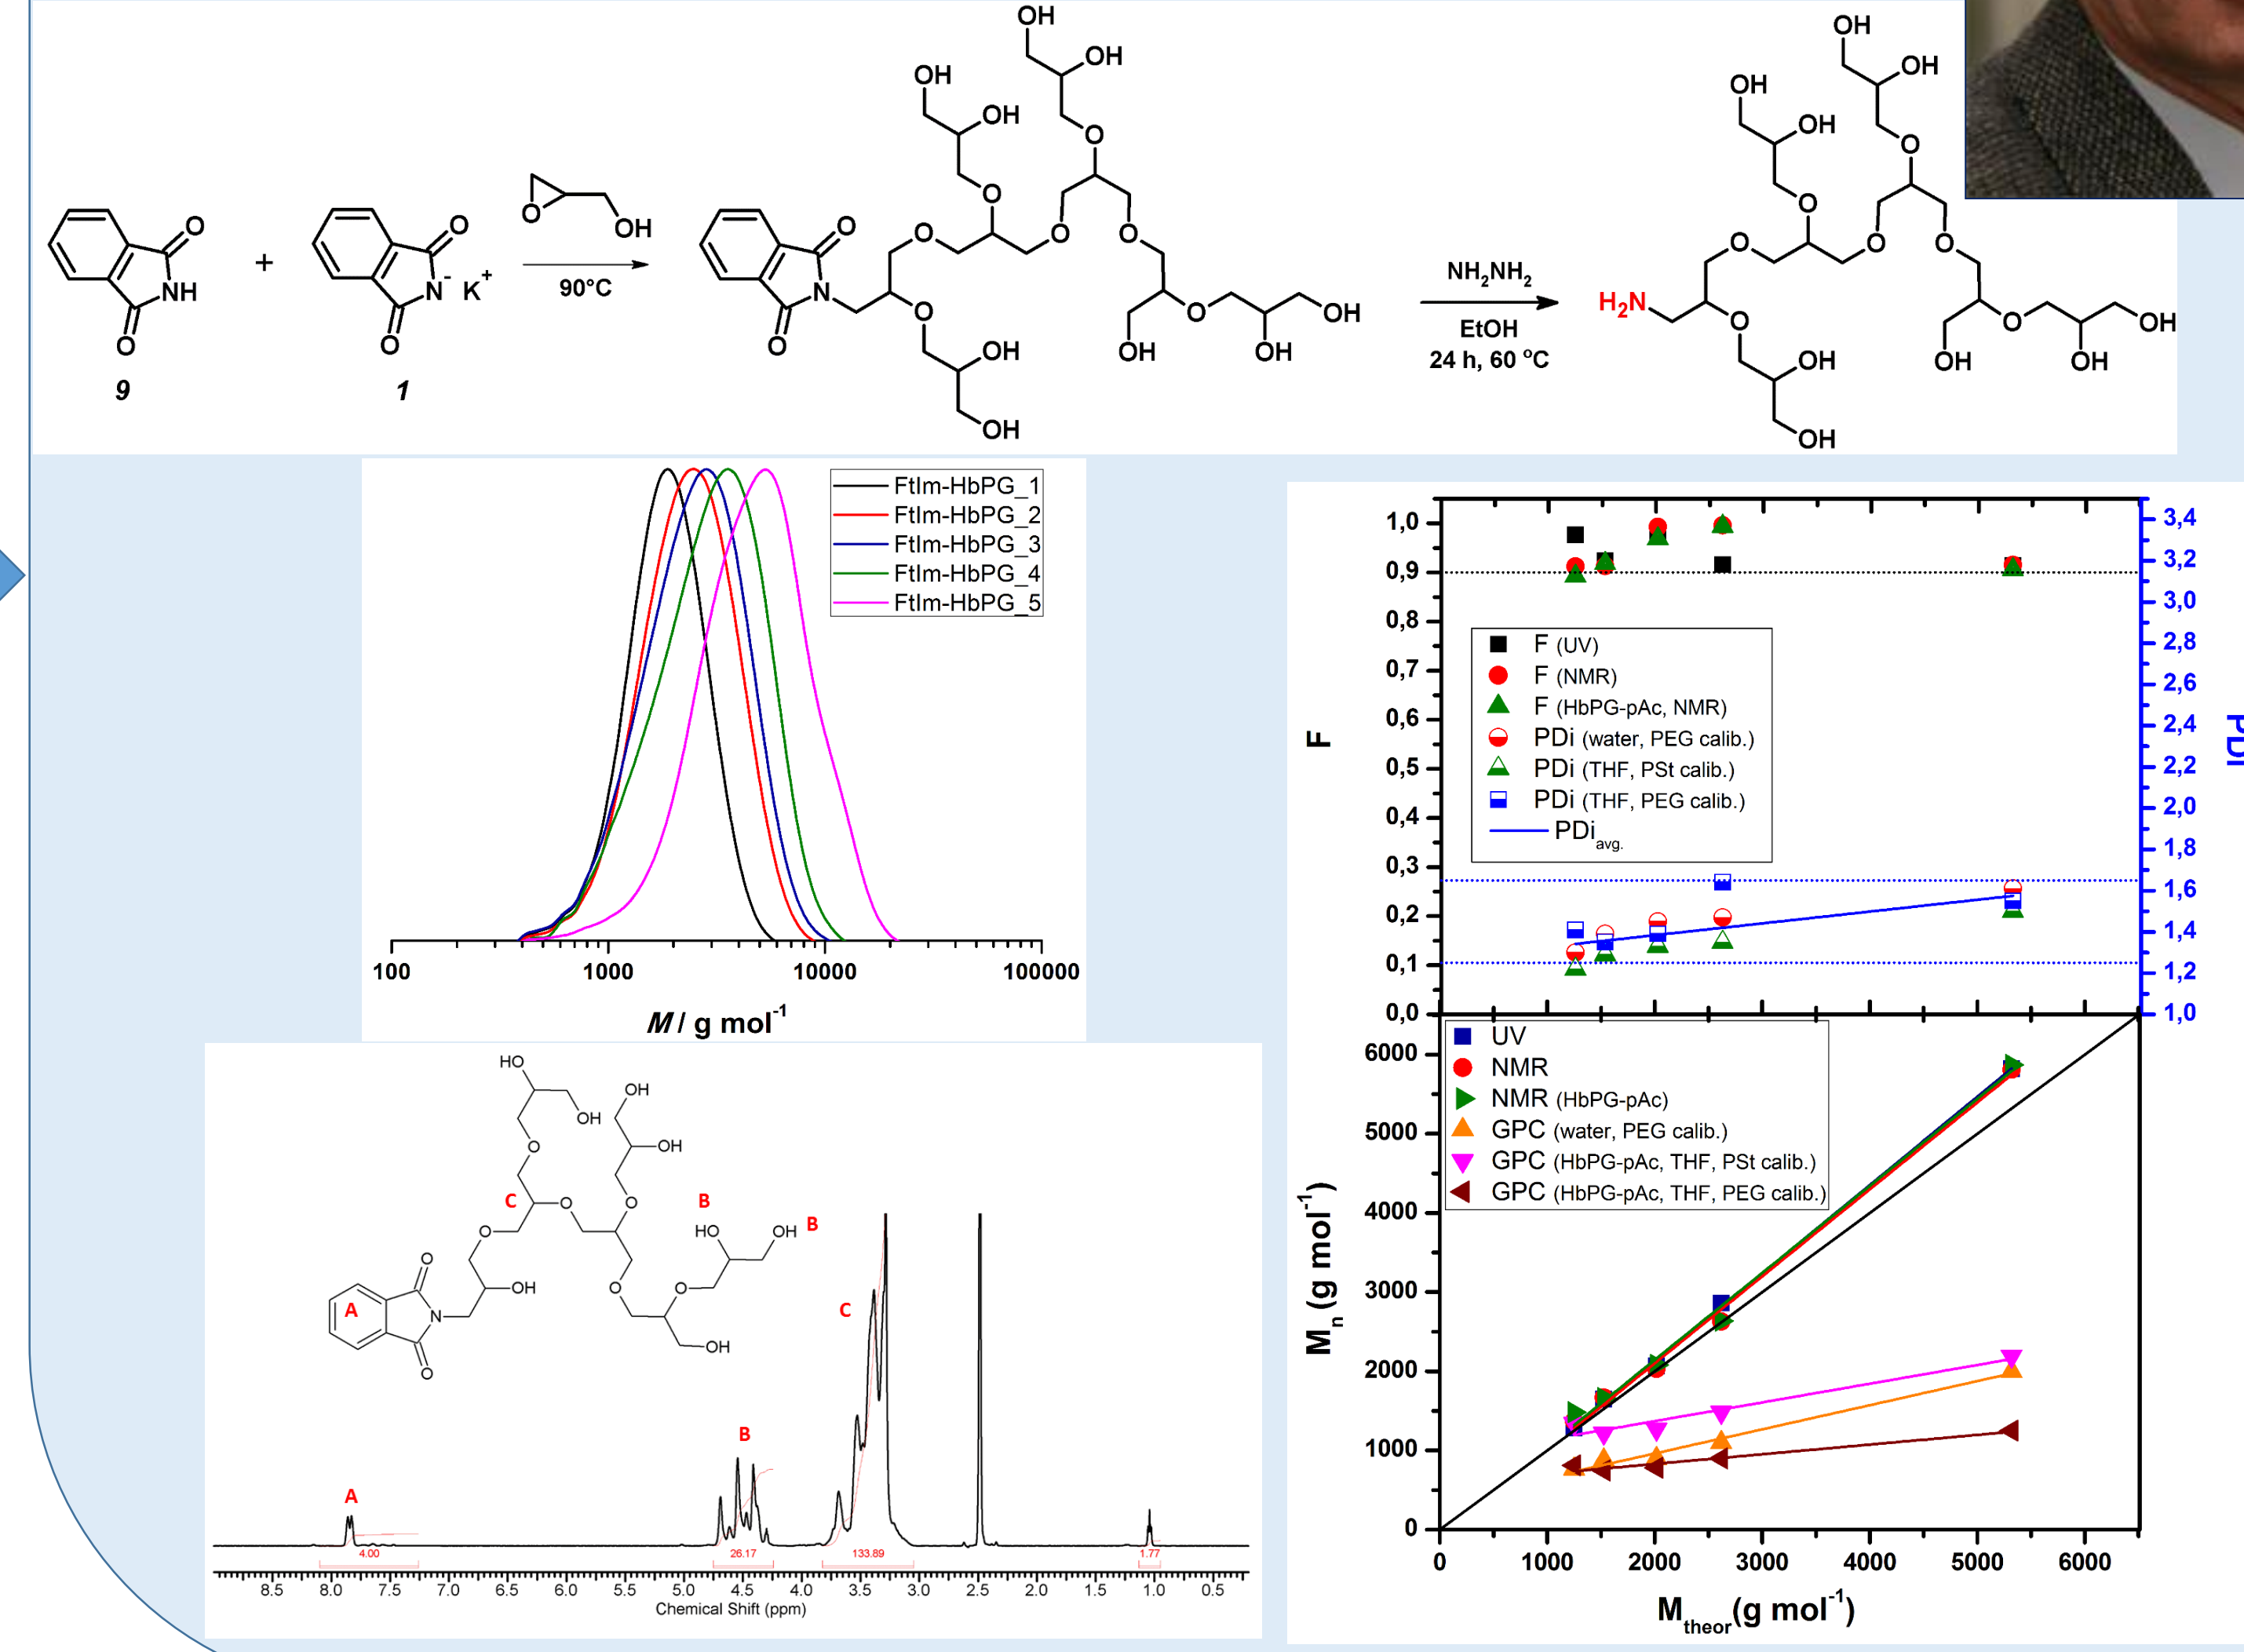 OH
OH
OH
OH
O
O
O
O
NH
9
+
O
O
N
-
K
+
1
O
OH
90°C
O
O
N
O
O
O
O
O
OH
OH
OH
O
OH
OH
NH2NH2
EtOH
24 h, 60 °C
OH
OH
OH
OH
O
O
O
O
O
H2N
O
OH
OH
OH
O
OH
OH
FtIm-HbPG_1
FtIm-HbPG_2
FtIm-HbPG_3
FtIm-HbPG_4
FtIm-HbPG_5
100 1000 10000 100000
M / g mol-1
HO
OH
OH
OH
O
C
O
O
B
HO
OH
B
O
O
O
O
OH
A
N
O
OH
C
B
A
4.00 26.17 133.89 1.77
8.5 8.0 7.5 7.0 6.5 6.0 5.5 5.0 4.5 4.0 3.5 3.0 2.5 2.0 1.5 1.0 0.5
Chemical Shift (ppm)
F
1,0
0,9
0,8
0,7
0,6
0,5
0,4
0,3
0,2
0,1
0,0
F (UV)
F (NMR)
F (HbPG-pAc, NMR)
PDi (water, PEG calib.)
PDi (THF, PSt calib.)
PDi (THF, PEG calib.)
PDiavg.
3,4
3,2
3,0
2,8
2,6
2,4
2,2
2,0
1,8
1,6
1,4
1,2
1,0
PDI
UV
NMR
NMR (HbPG-pAc)
GPC (water, PEG calib.)
GPC (HbPG-pAc, THF, PSt calib.)
GPC (HbPG-pAc, THF, PEG calib.)
Mn (g mol-1)
6000
5000
4000
3000
2000
1000
0
0 1000 2000 3000 4000 5000 6000
Mtheor(g mol-1)